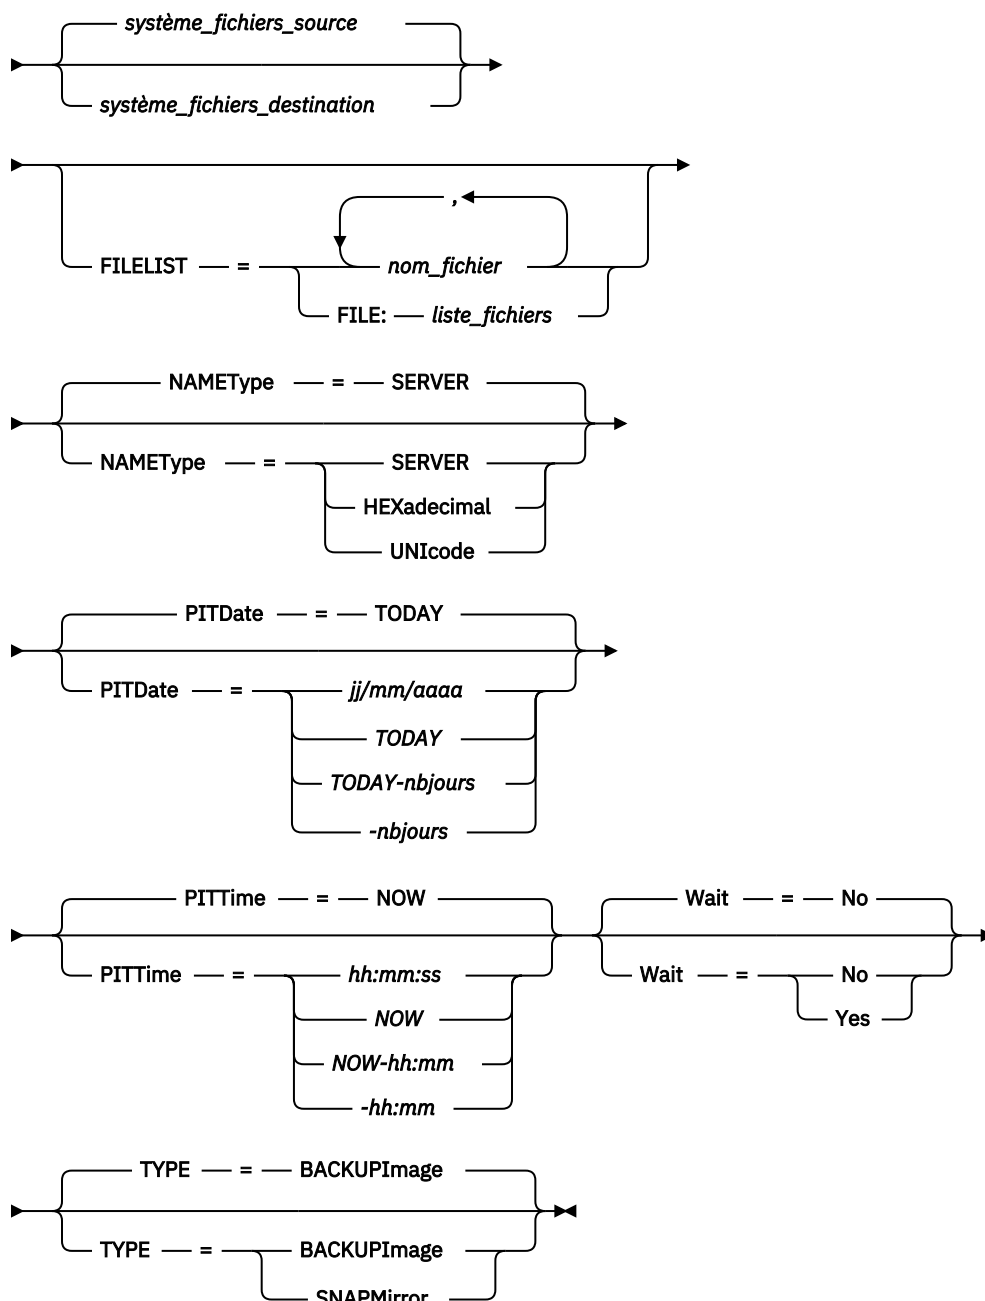 système_fichiers_source
système_fichiers_destination
,
FILELIST = nom_fichier
FILE: liste_fichiers
NAMEType = SERVER
NAMEType = SERVER
HEXadecimal
UNIcode
PITDate = TODAY
PITDate = jj/mm/aaaa
TODAY
TODAY-nbjours
-nbjours
PITTime = NOW Wait = No
PITTime = hh:mm:ss Wait = No
NOW Yes
NOW-hh:mm
-hh:mm
TYPE = BACKUPImage
TYPE = BACKUPImage
SNAPMirror